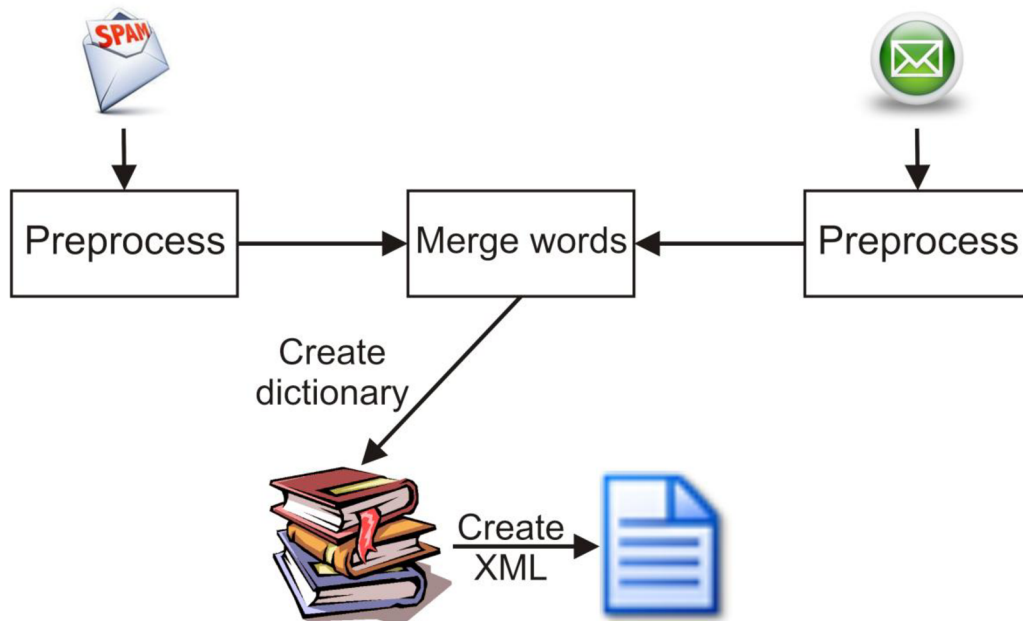 SPAM
Preprocess
Merge words
Preprocess
Create
dictionary
Create
XML